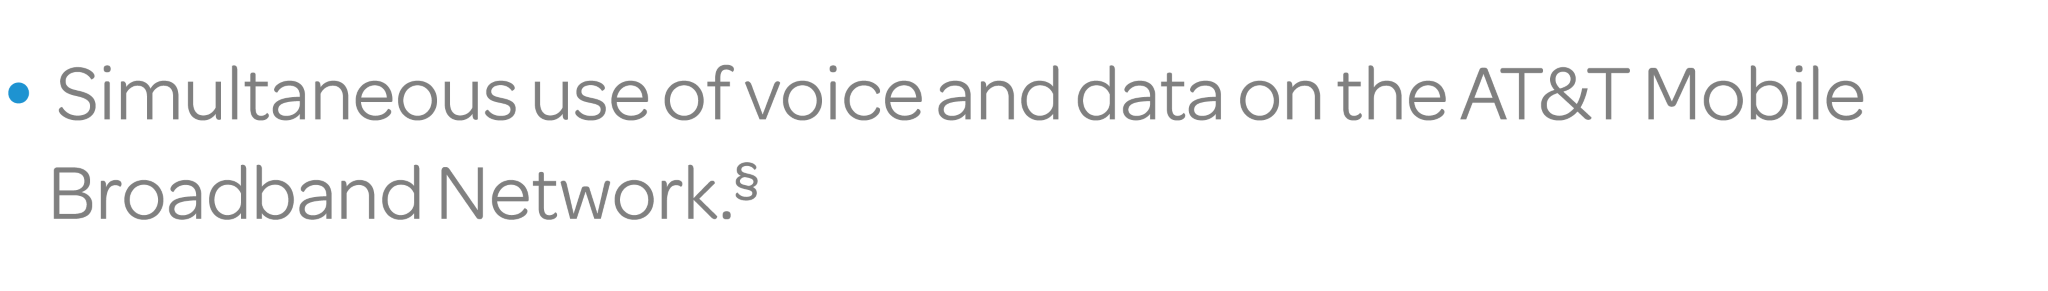 • Simultaneous use of voice and data on the AT&T Mobile
Broadband Network.§